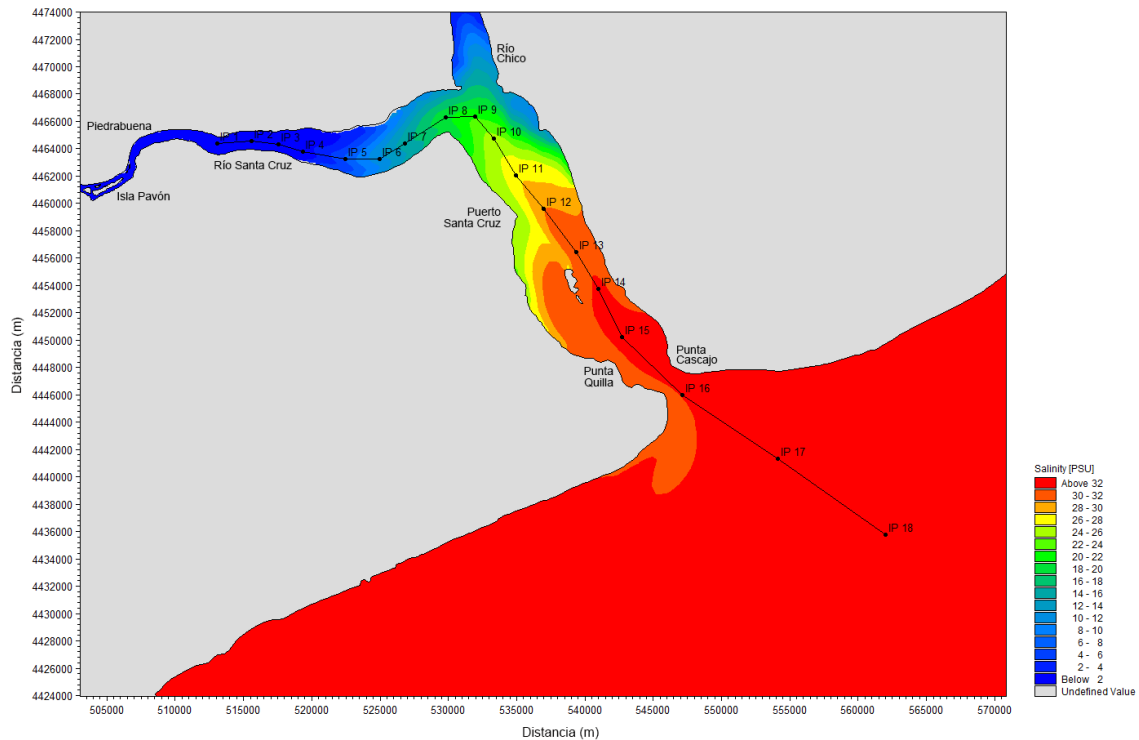 4474000
4472000
4470000
4468000
4466000
4464000
4462000
4460000
4458000
4456000
4454000
4452000
4450000
4448000
4446000
4444000
4442000
4440000
4438000
4436000
4434000
4432000
4430000
4428000
4426000
4424000
Distancia (m)
Río
Chico
Piedrabuena
IP 1
IP 2
IP 3
IP 4
IP 5
IP 6
IP 7
IP 8
IP 9
IP 10
IP 11
IP 12
IP 13
IP 14
IP 15
IP 16
IP 17
IP 18
Río Santa Cruz
Isla Pavón
Puerto
Santa Cruz
Punta
Quilla
Punta
Cascajo
Salinity [PSU]
Above 32
30 - 32
28 - 30
26 - 28
24 - 26
22 - 24
20 - 22
18 - 20
16 - 18
14 - 16
12 - 14
10 - 12
8 - 10
6 - 8
4 - 6
2 - 4
Below 2
Undefined Value
505000
510000
515000
520000
525000
530000
535000
540000
545000
550000
555000
560000
565000
570000
Distancia (m)